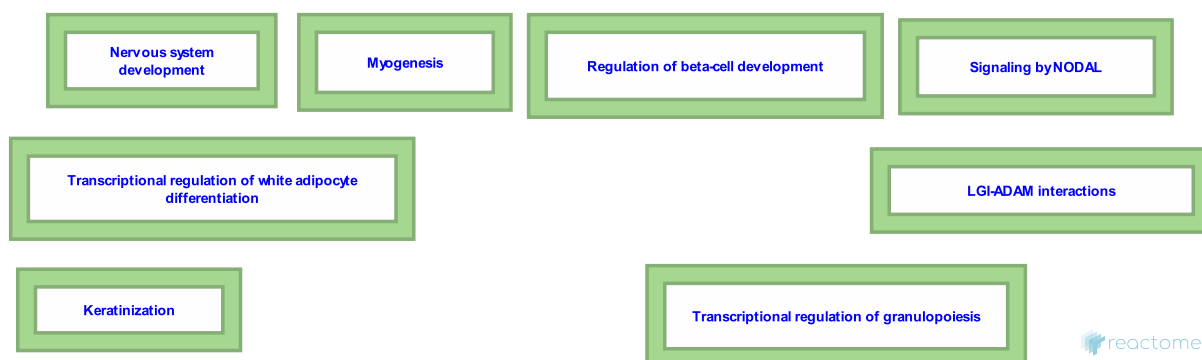 Nervous system
development
Myogenesis
Regulation of beta-cell development
Signaling by NODAL
Transcriptional regulation of white adipocyte
differentiation
LGI-ADAM interactions
Keratinization
Transcriptional regulation of granulopoiesis
reactome